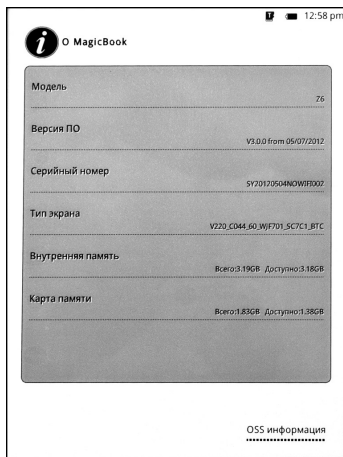 12:58 pm
О MagicBook
Модель
Z6
Версия ПО
V3.0.0 from 05/07/2012
Серийный номер
SY20120504NOWIFI002
Тип экрана
V220_C044_60_WJF701_SC7C1_BTC
Внутренняя память
Всего:3.19GB Доступно:3.18GB
Карта памяти
Всего:1.83GB Доступно:1.38GB
OSS информация